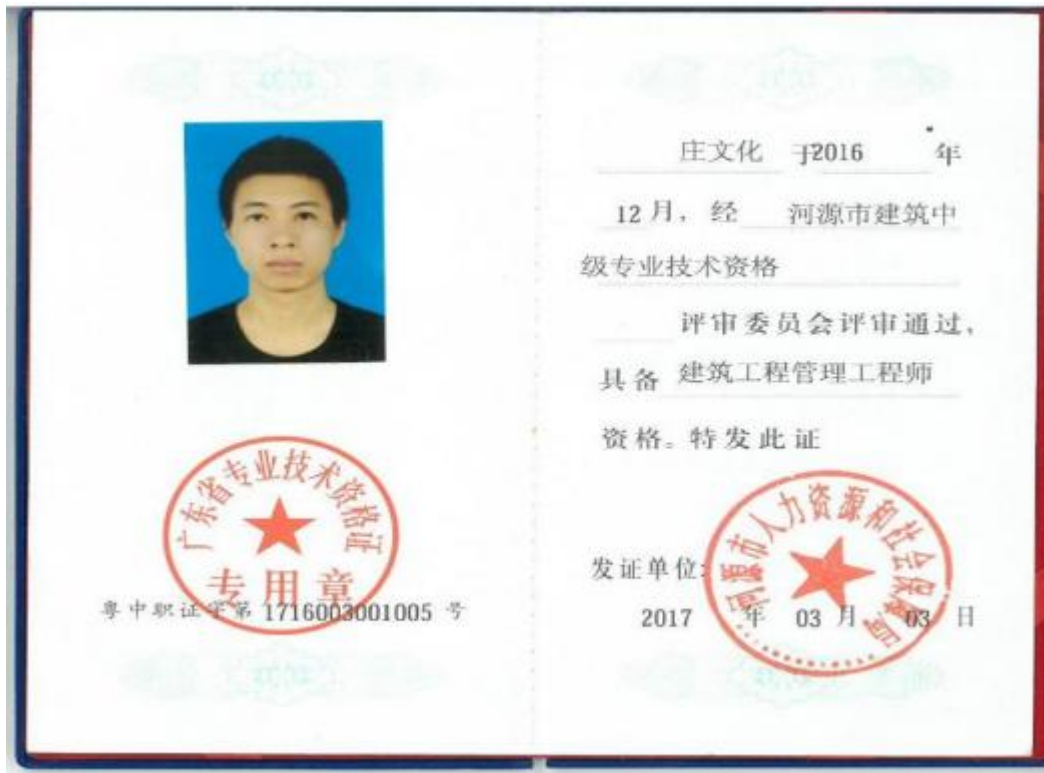 广东省专业技术资格证
专用章
粤中职证字第 1716003001005 号
庄文化 于2016 年
12 月，经 河源市建筑中
级专业技术资格
评审委员会评审通过，
具备 建筑工程管理工程师
资格。特发此证
河源市人力资源和社会保障局
发证单位:
2017 年 03 月 03 日